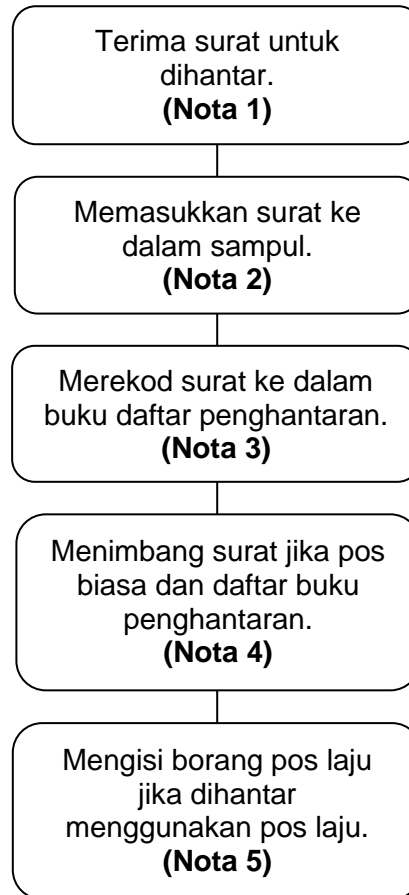 Terima surat untuk
dihantar.
(Nota 1)
Memasukkan surat ke
dalam sampul.
(Nota 2)
Merekod surat ke dalam
buku daftar penghantaran.
(Nota 3)
Menimbang surat jika pos
biasa dan daftar buku
penghantaran.
(Nota 4)
Mengisi borang pos laju
jika dihantar
menggunakan pos laju.
(Nota 5)